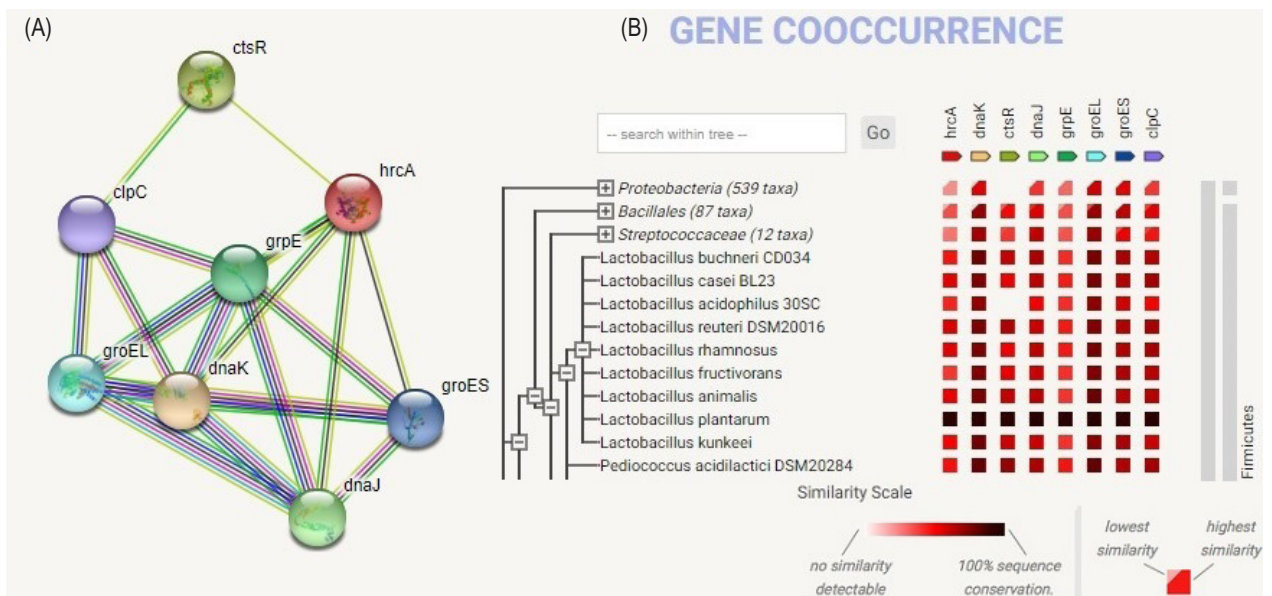 (A)
ctsR
hrcA
clpC
grpE
groEL
dnaK
groES
dnaJ
(B) GENE COOCCURRENCE
-- search within tree --
Go
hrcA
dnaK
ctsR
dnaJ
grpE
groEL
groES
clpC
Proteobacteria (539 taxa)
Bacillales (87 taxa)
Streptococcaceae (12 taxa)
Lactobacillus buchneri CD034
Lactobacillus casei BL23
Lactobacillus acidophilus 30SC
Lactobacillus reuteri DSM20016
Lactobacillus rhamnosus
Lactobacillus fructivorans
Lactobacillus animalis
Lactobacillus plantarum
Lactobacillus kunkeei
Pediococcus acidilactici DSM20284
Firmicutes
Similarity Scale
no similarity
detectable
100% sequence
conservation.
lowest
similarity
highest
similarity